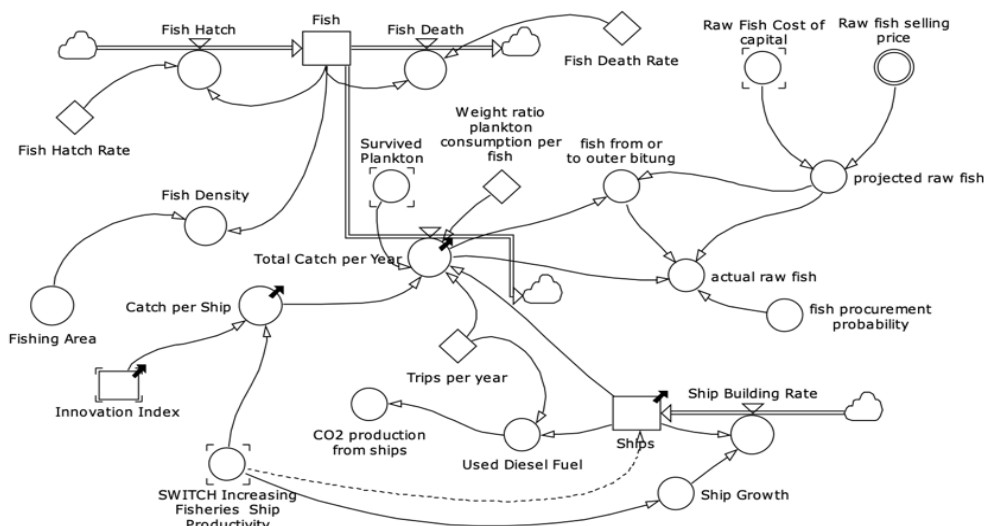 Fish
Fish Hatch
Fish Death
Fish Death Rate
Raw Fish Cost of
capital
Raw fish selling
price
Fish Hatch Rate
Survived
Plankton
Weight ratio
plankton
consumption per
fish
fish from or
to outer bitung
projected raw fish
Fish Density
Total Catch per Year
actual raw fish
Catch per Ship
fish procurement
probability
Fishing Area
Innovation Index
Trips per year
Ship Building Rate
CO2 production
from ships
Used Diesel Fuel
Ships
SWITCH Increasing
Fisheries Ship
Productivity
Ship Growth